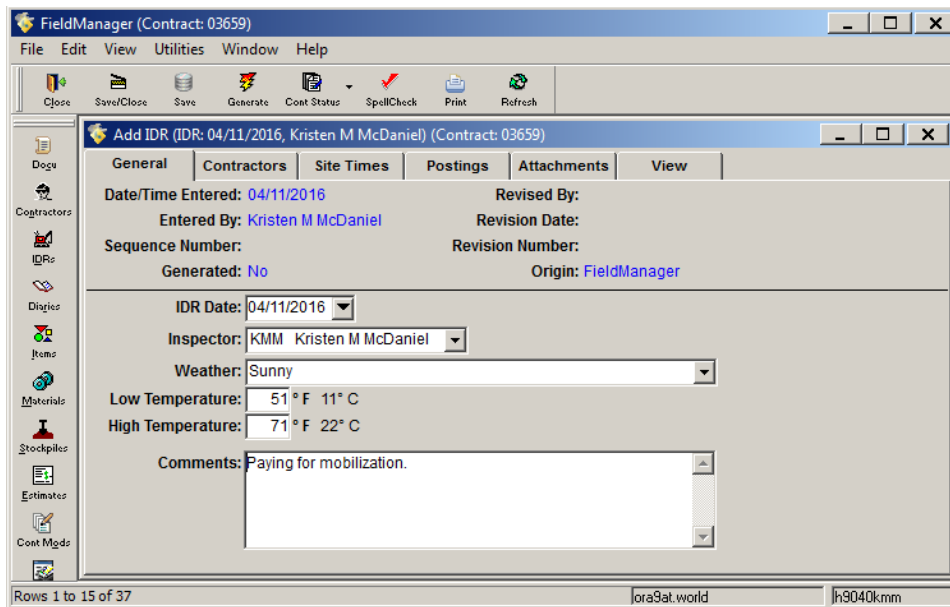 FieldManager (Contract: 03659)
File Edit View Utilities Window Help
Close Save/Close Save Generate Cont Status SpellCheck Print Refresh
Add IDR (IDR: 04/11/2016, Kristen M McDaniel) (Contract: 03659)
General Contractors Site Times Postings Attachments View
Date/Time Entered: 04/11/2016 Revised By:
Entered By: Kristen M McDaniel Revision Date:
Sequence Number: Revision Number:
Generated: No Origin: FieldManager
IDR Date: 04/11/2016
Inspector: KMM Kristen M McDaniel
Weather: Sunny
Low Temperature: 51 ° F 11° C
High Temperature: 71 ° F 22° C
Comments: Paying for mobilization.
Docu
Contractors
IDRs
Diaries
Items
Materials
Stockpiles
Estimates
Cont Mods
Rows 1 to 15 of 37 ora9at.world h9040kmm